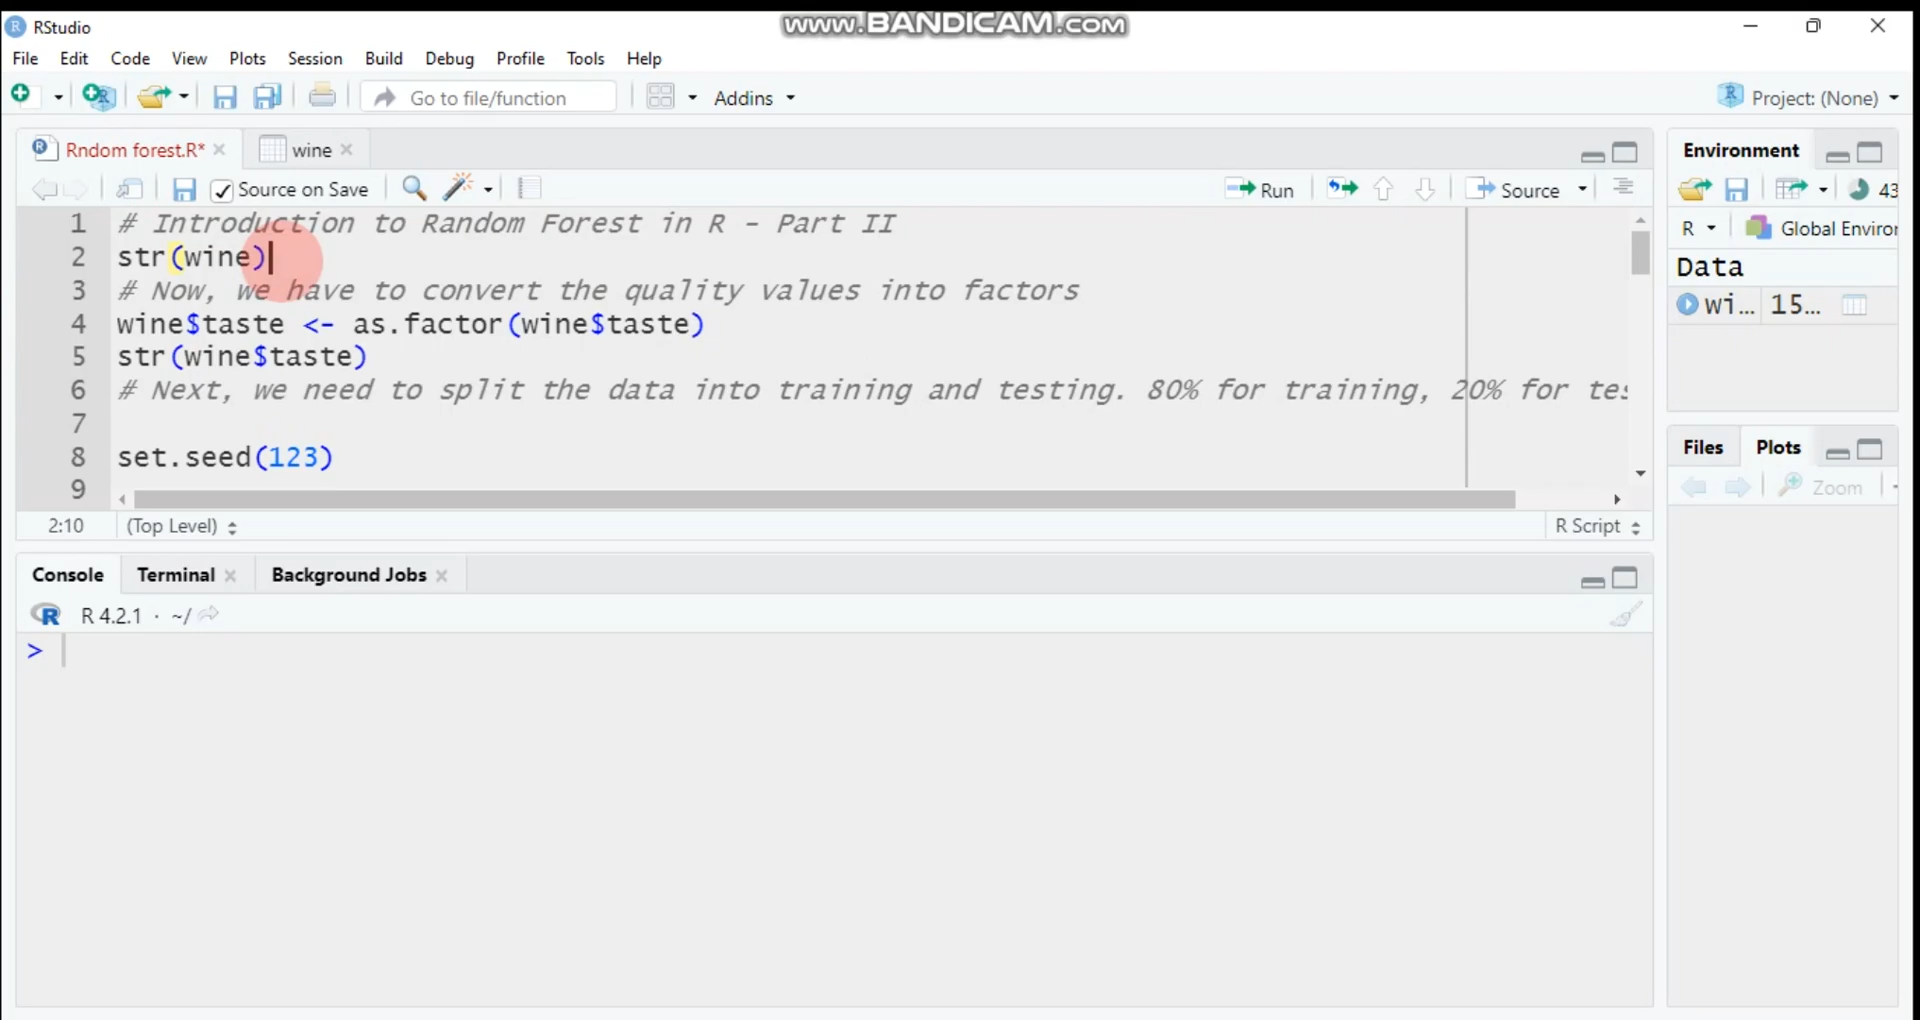 www.BANDICAM.com
RStudio
File Edit Code View Plots Session Build Debug Profile Tools Help
Go to file/function Addins Project: (None)
Rndom forest.R* wine
Source on Save Run Source
1 # Introduction to Random Forest in R - Part II
2 str(wine)
3 # Now, we have to convert the quality values into factors
4 wine$taste <- as.factor(wine$taste)
5 str(wine$taste)
6 # Next, we need to split the data into training and testing. 80% for training, 20% for tes
7
8 set.seed(123)
9
2:10 (Top Level) R Script
Console Terminal Background Jobs
R 4.2.1 · ~/
>
Environment
43
R Global Enviro
Data
wi... 15...
Files Plots
Zoom